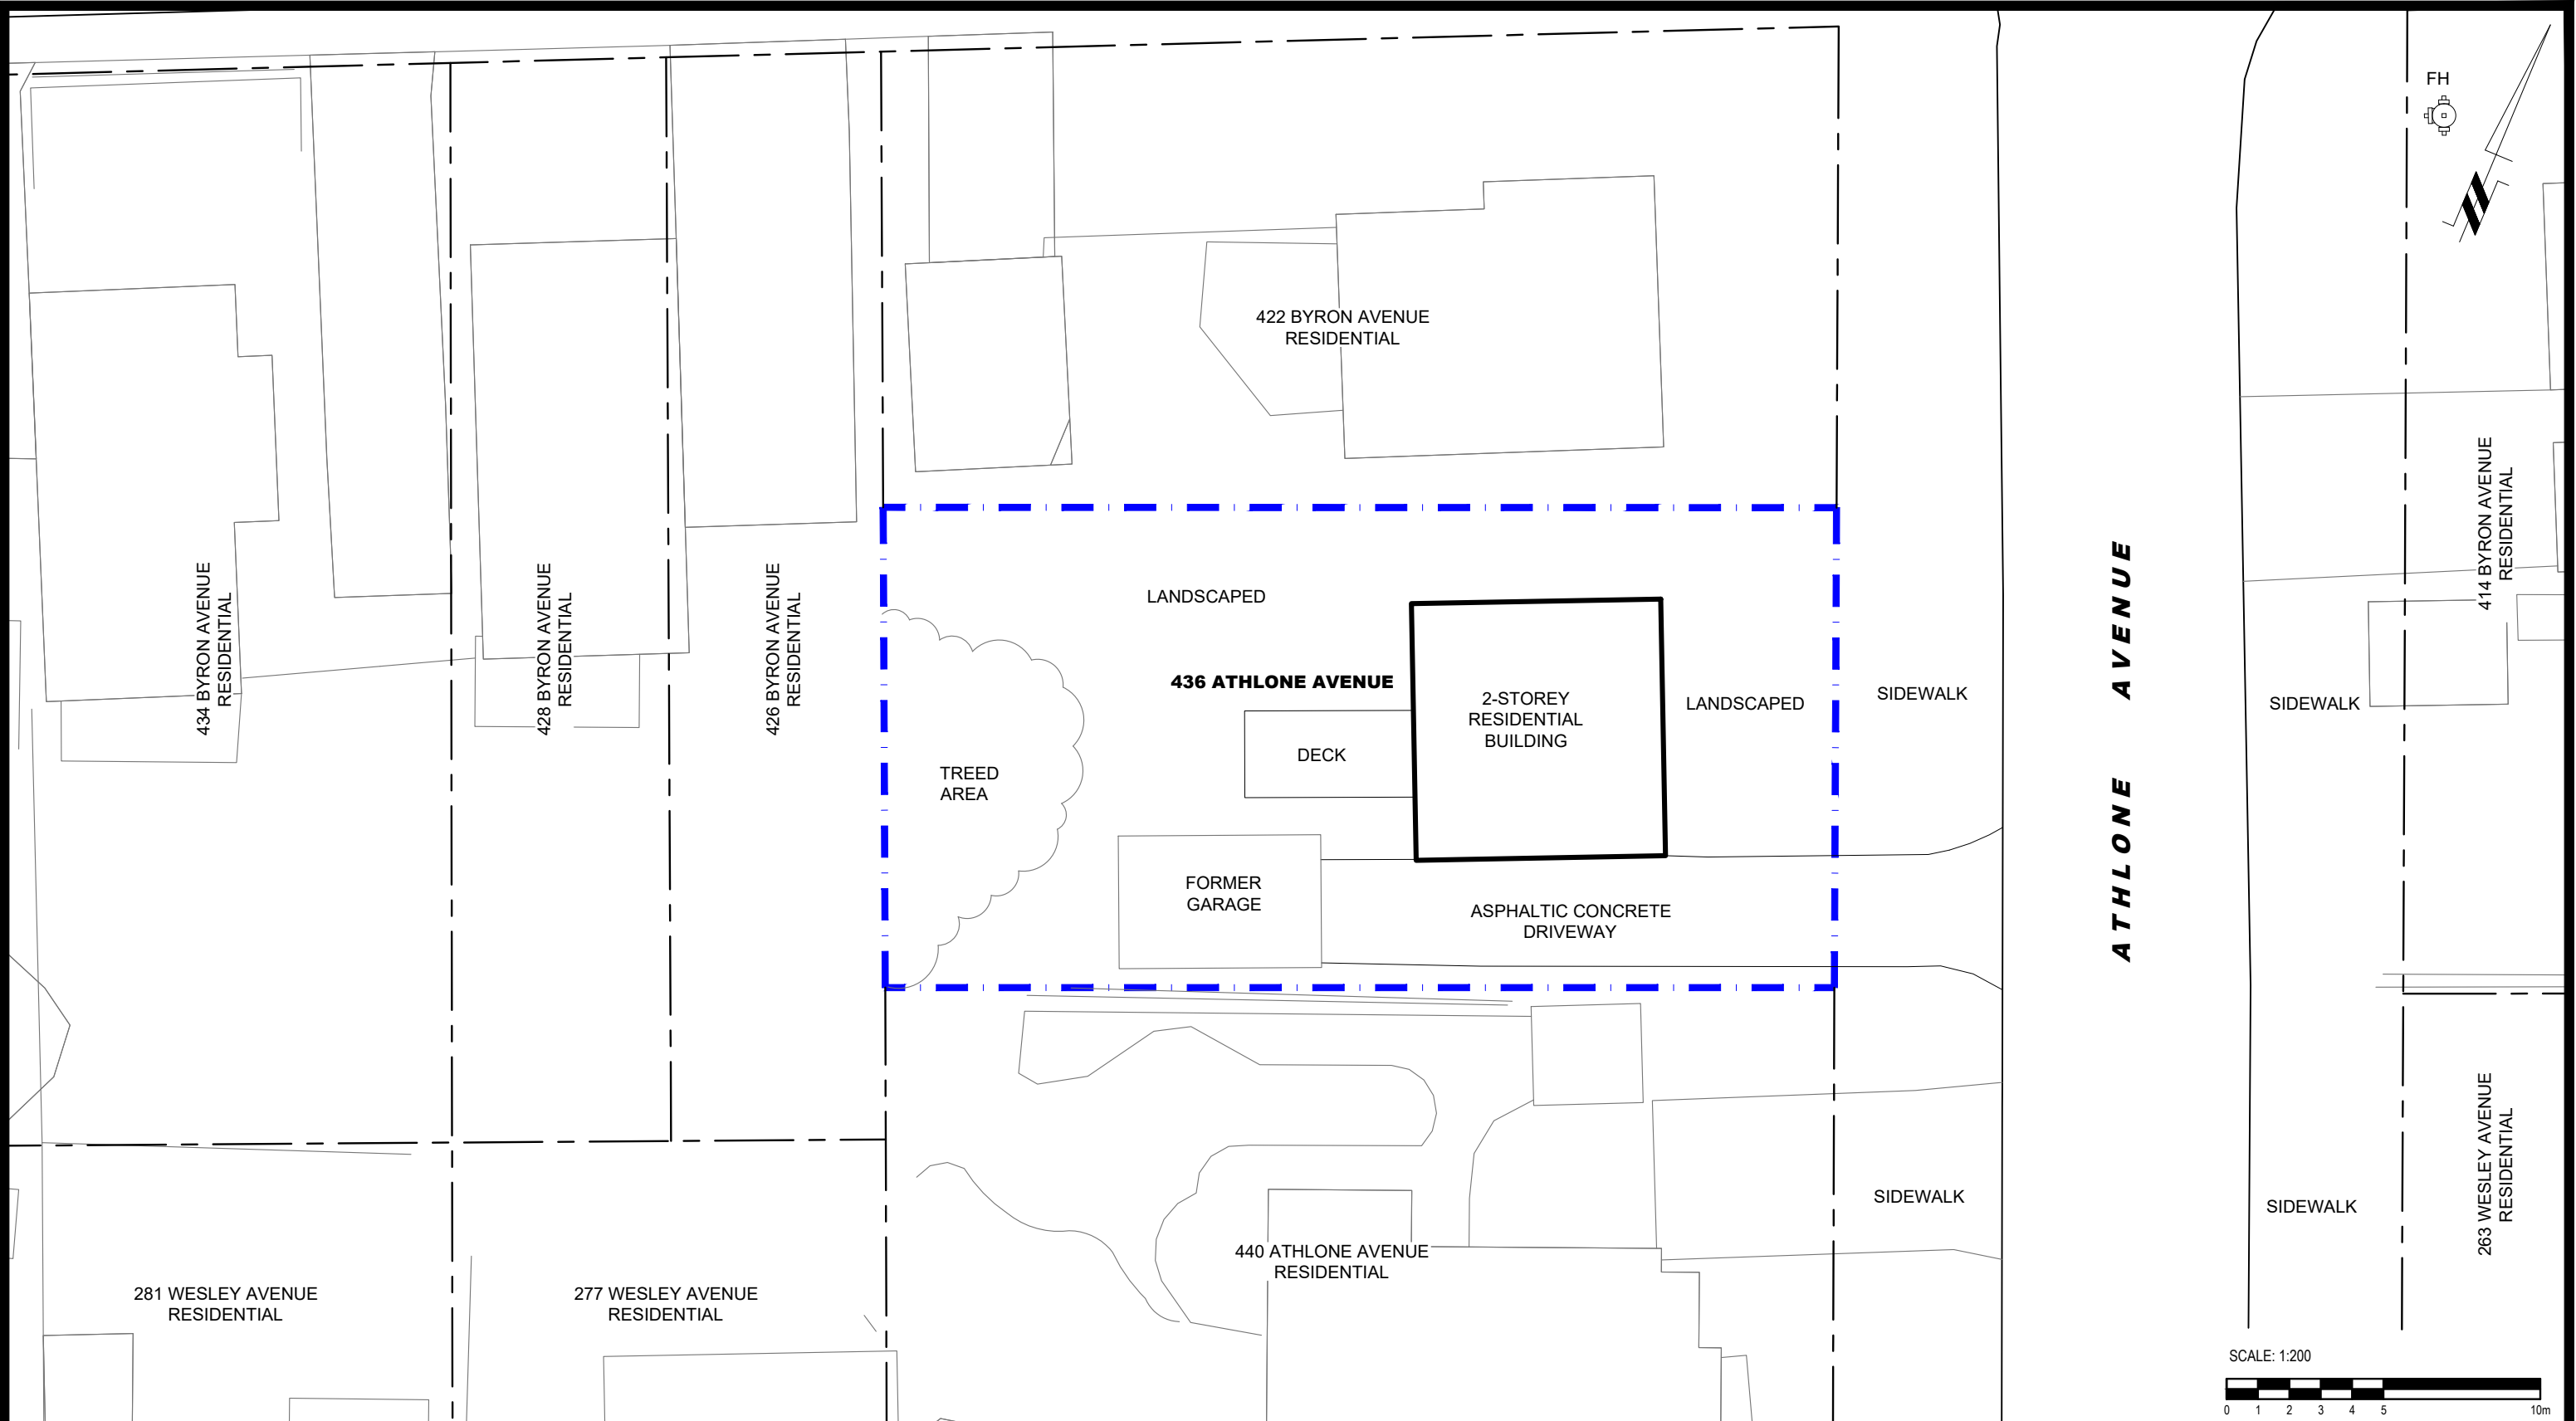 FH
422 BYRON AVENUE
RESIDENTIAL
414 BYRON AVENUE
RESIDENTIAL
434 BYRON AVENUE
RESIDENTIAL
428 BYRON AVENUE
RESIDENTIAL
426 BYRON AVENUE
RESIDENTIAL
LANDSCAPED
436 ATHLONE AVENUE
2-STOREY
RESIDENTIAL
BUILDING
LANDSCAPED
SIDEWALK
ATHLONE AVENUE
SIDEWALK
DECK
TREED
AREA
FORMER
GARAGE
ASPHALTIC CONCRETE
DRIVEWAY
SIDEWALK
SIDEWALK
263 WESLEY AVENUE
RESIDENTIAL
440 ATHLONE AVENUE
RESIDENTIAL
281 WESLEY AVENUE
RESIDENTIAL
277 WESLEY AVENUE
RESIDENTIAL
SCALE: 1:200
0 1 2 3 4 5 10m